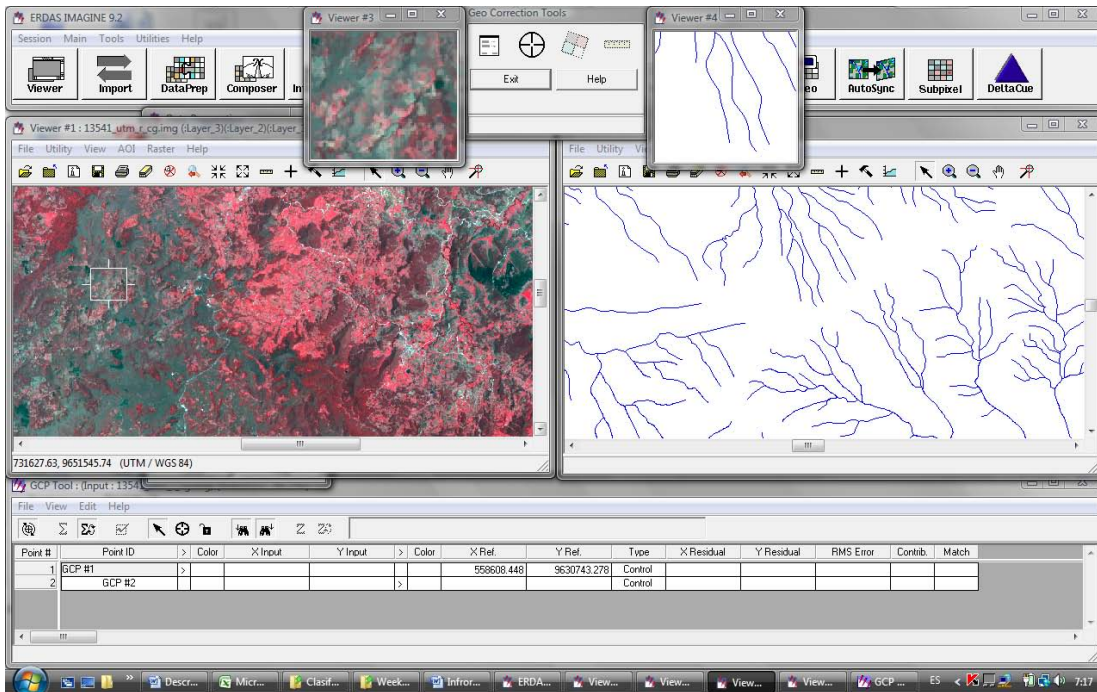 ERDAS IMAGINE 9.2
Session Main Tools Utilities Help
Viewer Import DataPrep Composer
AutoSync Subpixel DeltaCue
Viewer #3
Geo Correction Tools
Exit Help
Viewer #4
Viewer #1 : 13541_utm_r_cg.img (:Layer_3)(:Layer_2)(:Layer_
File Utility View AOI Raster Help
File Utility
731627.63, 9651545.74 (UTM / WGS 84)
GCP Tool : (Input : 1354
File View Edit Help
Point # Point ID > Color X Input Y Input > Color X Ref. Y Ref. Type X Residual Y Residual RMS Error Contrib. Match
1 GCP #1 > 558608.448 9630743.278 Control
2 GCP #2 > Control
Descr... Micr... Clasif... Week... Infror... ERDA... View... View... View... View... GCP ... ES 7:17